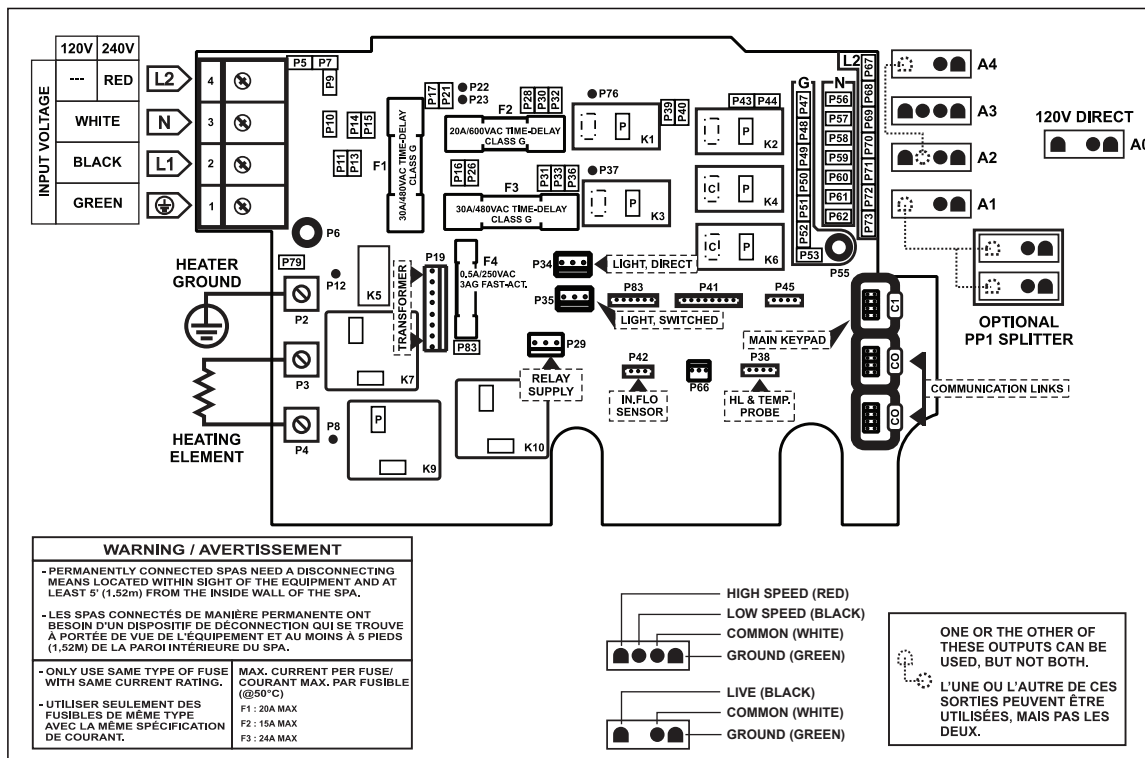 120V 240V
INPUT VOLTAGE
--- RED L2 4
WHITE N 3
BLACK L1 2
GREEN 1
P5 P7
P9
P10
P14 P15
P11 P13
P17 P21
P22
P23
F1
30A/480VAC TIME-DELAY
CLASS G
F2
20A/600VAC TIME-DELAY
CLASS G
P28 P30 P32
P76
P K1
P39 P40
P43 P44
P K2
P16 P26
P31 P33 P36
F3
30A/480VAC TIME-DELAY
CLASS G
P37
P K3
C P K4
C P K6
G N L2
P47 P48 P49 P50 P51 P52 P53
P56
P57
P58
P59
P60
P61
P62
P67 P68 P69 P70 P71 P72 P73
P55
A4
A3
A2
A1
120V DIRECT
A0
OPTIONAL
PP1 SPLITTER
P6
P79
P12
HEATER
GROUND
P2
K5
P19
TRANSFORMER
F4
0.5A/250VAC
3AG FAST-ACT.
P83
P34
LIGHT, DIRECT
P35
LIGHT, SWITCHED
P83
P41
P45
P29
RELAY
SUPPLY
P42
IN.FLO
SENSOR
P66
P38
HL & TEMP.
PROBE
MAIN KEYPAD
C1
CO
CO
COMMUNICATION LINKS
P3
K7
HEATING
ELEMENT
P4
P8
P K9
K10
WARNING / AVERTISSEMENT
- PERMANENTLY CONNECTED SPAS NEED A DISCONNECTING
MEANS LOCATED WITHIN SIGHT OF THE EQUIPMENT AND AT
LEAST 5' (1.52m) FROM THE INSIDE WALL OF THE SPA.
- LES SPAS CONNECTÉS DE MANIÈRE PERMANENTE ONT
BESOIN D'UN DISPOSITIF DE DÉCONNECTION QUI SE TROUVE
À PORTÉE DE VUE DE L'ÉQUIPEMENT ET AU MOINS À 5 PIEDS
(1,52M) DE LA PAROI INTÉRIEURE DU SPA.
- ONLY USE SAME TYPE OF FUSE
WITH SAME CURRENT RATING.
- UTILISER SEULEMENT DES
FUSIBLES DE MÊME TYPE
AVEC LA MÊME SPÉCIFICATION
DE COURANT.
MAX. CURRENT PER FUSE/
COURANT MAX. PAR FUSIBLE
(@50°C)
F1 : 20A MAX
F2 : 15A MAX
F3 : 24A MAX
HIGH SPEED (RED)
LOW SPEED (BLACK)
COMMON (WHITE)
GROUND (GREEN)
LIVE (BLACK)
COMMON (WHITE)
GROUND (GREEN)
ONE OR THE OTHER OF
THESE OUTPUTS CAN BE
USED, BUT NOT BOTH.
L'UNE OU L'AUTRE DE CES
SORTIES PEUVENT ÊTRE
UTILISÉES, MAIS PAS LES
DEUX.